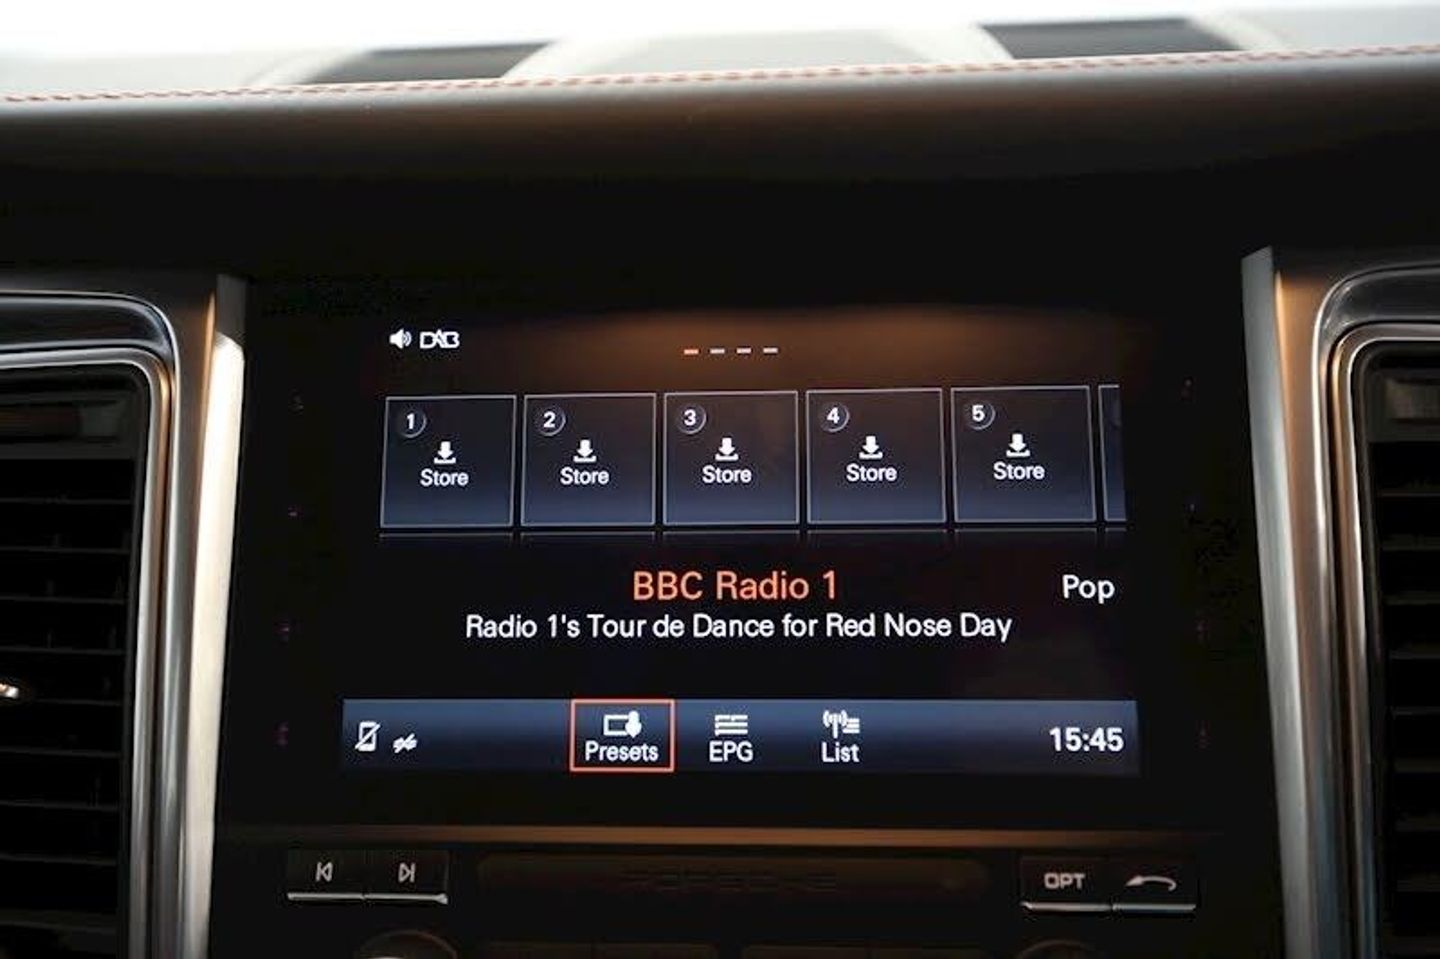 DAB
1 2 3 4 5
Store Store Store Store Store
BBC Radio 1 Pop
Radio 1's Tour de Dance for Red Nose Day
Presets EPG List 15:45
PORSCHE
OPT